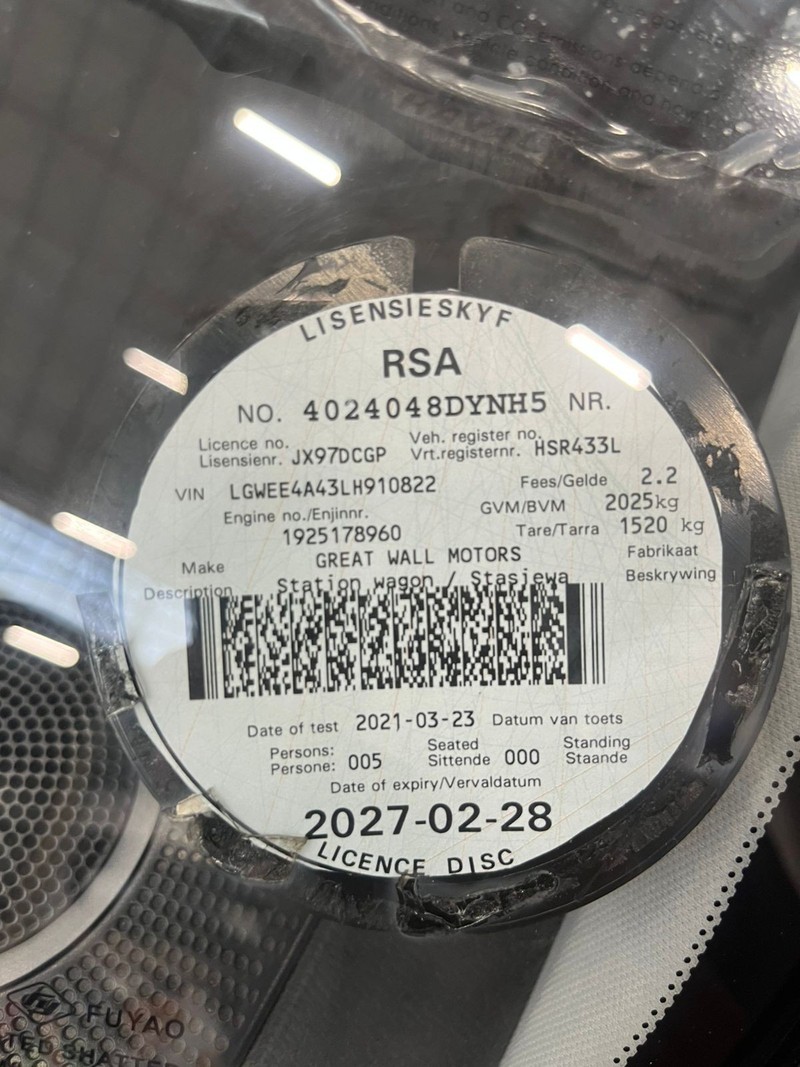 LISENSIESKYF
RSA
NO. 4024048DYNH5 NR.
Licence no. Veh. register no.
Lisensienr. JX97DCGP Vrt.registernr. HSR433L
VIN LGWEE4A43LH910822 Fees/Gelde 2.2
Engine no./Enjinnr. GVM/BVM 2025kg
1925178960 Tare/Tarra 1520 kg
Make GREAT WALL MOTORS Fabrikaat
Description Station wagon / Stasiewa Beskrywing
Date of test 2021-03-23 Datum van toets
Persons: Seated Standing
Persone: 005 Sittende 000 Staande
Date of expiry/Vervaldatum
2027-02-28
LICENCE DISC
FUYAO